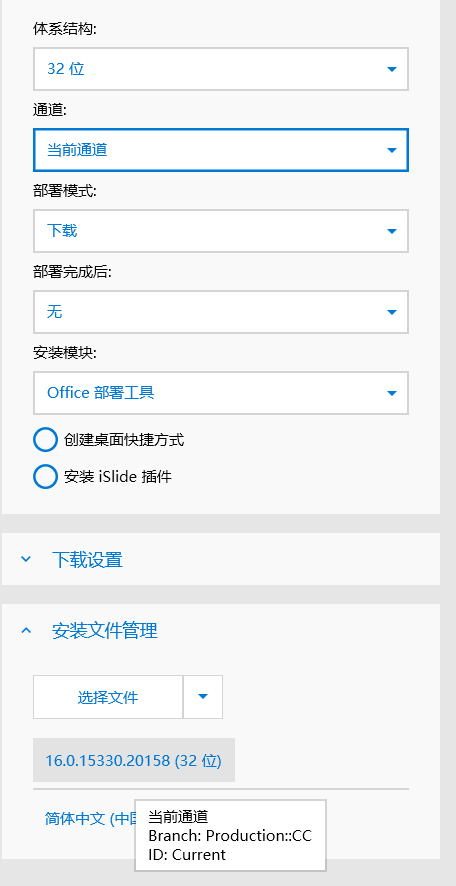 体系结构:
32 位
通道:
当前通道
部署模式:
下载
部署完成后:
无
安装模块:
Office 部署工具
创建桌面快捷方式
安装 iSlide 插件
下载设置
安装文件管理
选择文件
16.0.15330.20158 (32 位)
简体中文 (中
当前通道
Branch: Production::CC
ID: Current